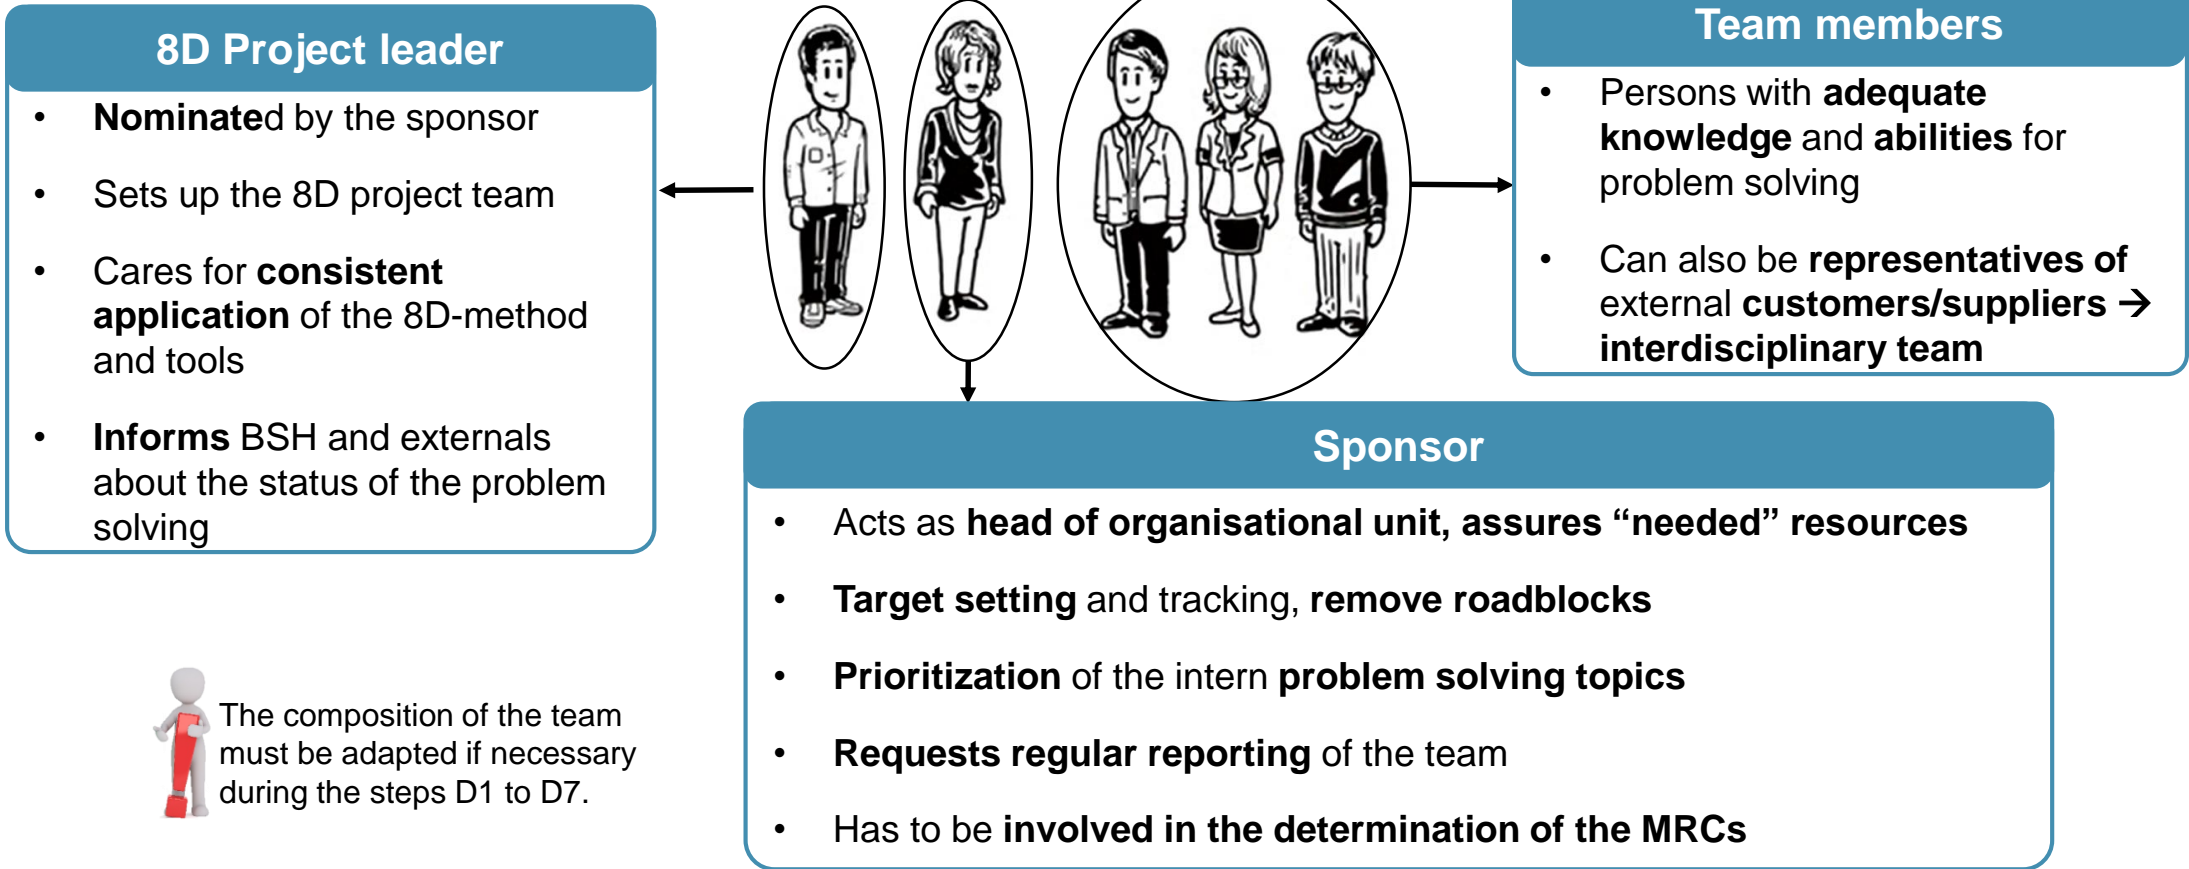 8D Project leader
• Nominated by the sponsor
• Sets up the 8D project team
• Cares for consistent
application of the 8D-method
and tools
• Informs BSH and externals
about the status of the problem
solving
Team members
• Persons with adequate
knowledge and abilities for
problem solving
• Can also be representatives of
external customers/suppliers →
interdisciplinary team
Sponsor
• Acts as head of organisational unit, assures “needed” resources
• Target setting and tracking, remove roadblocks
• Prioritization of the intern problem solving topics
• Requests regular reporting of the team
• Has to be involved in the determination of the MRCs
The composition of the team
must be adapted if necessary
during the steps D1 to D7.